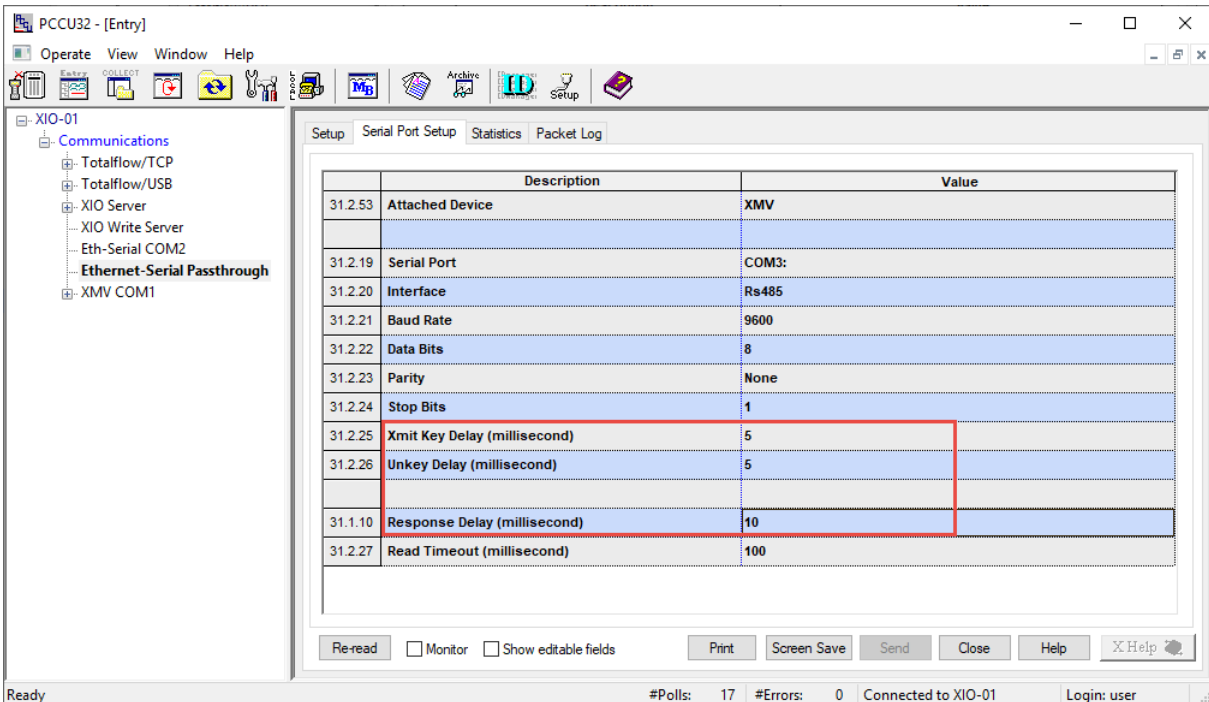 PCCU32 - [Entry]
Operate View Window Help
Entry COLLECT MB Archive ID Setup
XIO-01
Communications
Totalflow/TCP
Totalflow/USB
XIO Server
XIO Write Server
Eth-Serial COM2
Ethernet-Serial Passthrough
XMV COM1
Setup Serial Port Setup Statistics Packet Log
Description Value
31.2.53 Attached Device XMV
31.2.19 Serial Port COM3:
31.2.20 Interface Rs485
31.2.21 Baud Rate 9600
31.2.22 Data Bits 8
31.2.23 Parity None
31.2.24 Stop Bits 1
31.2.25 Xmit Key Delay (millisecond) 5
31.2.26 Unkey Delay (millisecond) 5
31.1.10 Response Delay (millisecond) 10
31.2.27 Read Timeout (millisecond) 100
Re-read Monitor Show editable fields Print Screen Save Send Close Help X Help
Ready #Polls: 17 #Errors: 0 Connected to XIO-01 Login: user